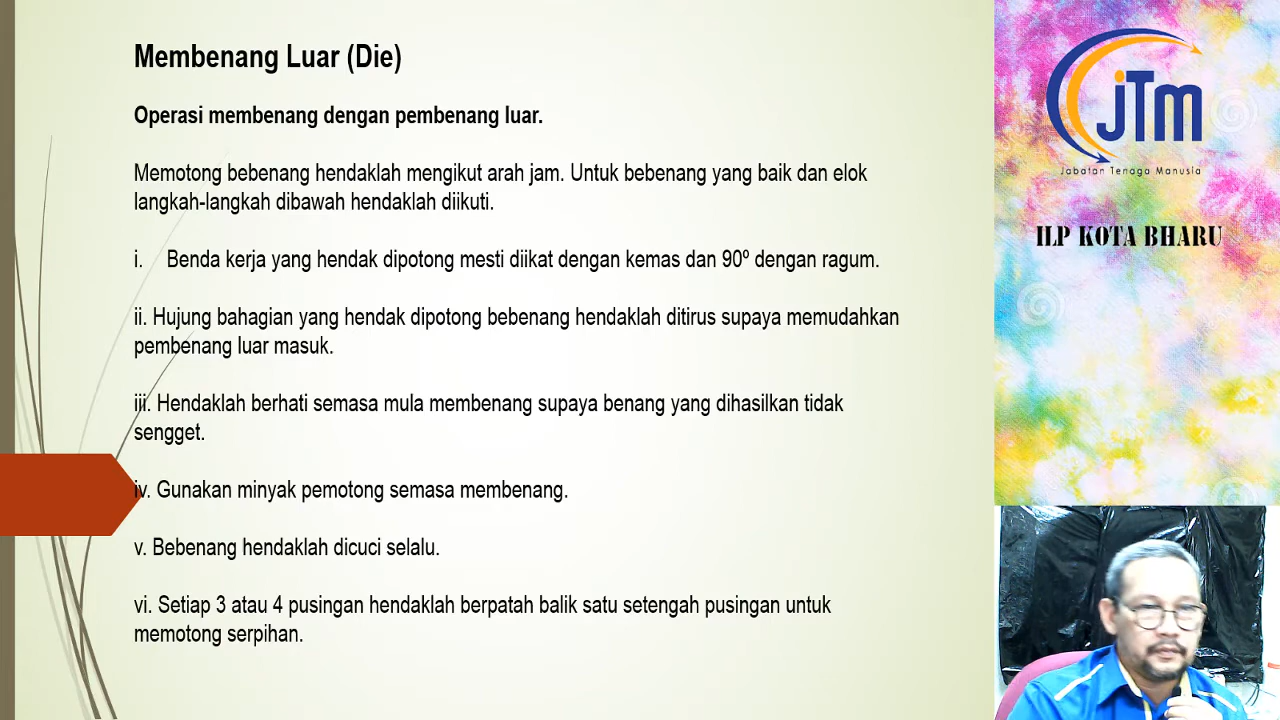 Membenang Luar (Die)
Operasi membenang dengan pembenang luar.
Memotong bebenang hendaklah mengikut arah jam. Untuk bebenang yang baik dan elok
langkah-langkah dibawah hendaklah diikuti.
i. Benda kerja yang hendak dipotong mesti diikat dengan kemas dan 90º dengan ragum.
ii. Hujung bahagian yang hendak dipotong bebenang hendaklah ditirus supaya memudahkan
pembenang luar masuk.
iii. Hendaklah berhati semasa mula membenang supaya benang yang dihasilkan tidak
sengget.
iv. Gunakan minyak pemotong semasa membenang.
v. Bebenang hendaklah dicuci selalu.
vi. Setiap 3 atau 4 pusingan hendaklah berpatah balik satu setengah pusingan untuk
memotong serpihan.
jTm
Jabatan Tenaga Manusia
ILP KOTA BHARU